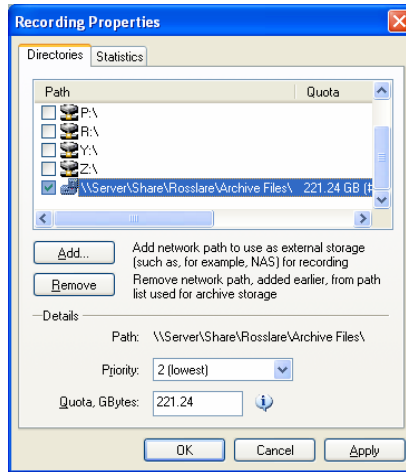 Recording Properties
Directories Statistics
Path Quota
P:\
R:\
Y:\
Z:\
\\Server\Share\Rosslare\Archive Files\ 221.24 GB
Add... Add network path to use as external storage
(such as, for example, NAS) for recording
Remove Remove network path, added earlier, from path
list used for archive storage
Details
Path: \\Server\Share\Rosslare\Archive Files\
Priority: 2 (lowest)
Quota, GBytes: 221.24
OK Cancel Apply